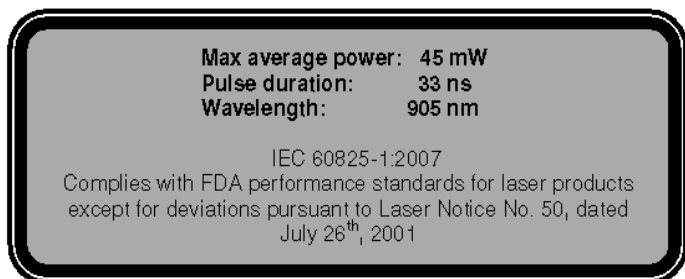 Max average power: 45 mW
Pulse duration: 33 ns
Wavelength: 905 nm
IEC 60825-1:2007
Complies with FDA performance standards for laser products
except for deviations pursuant to Laser Notice No. 50, dated
July 26th, 2001